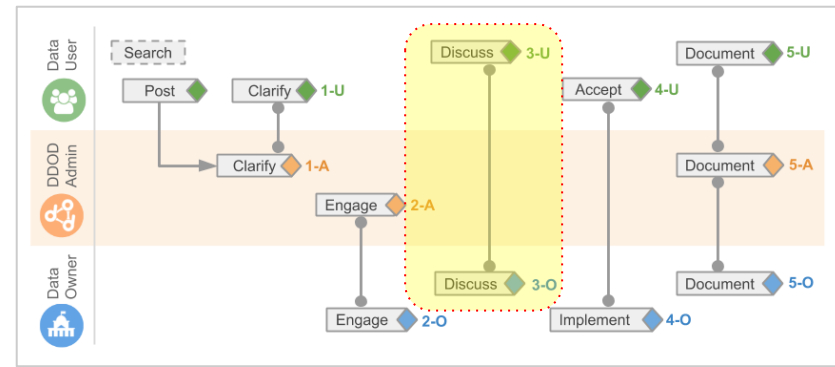 Data
User
Search
Post
Clarify
1-U
Discuss
3-U
Accept
4-U
Document
5-U
DDOD
Admin
Clarify
1-A
Engage
2-A
Document
5-A
Data
Owner
Engage
2-O
Discuss
3-O
Implement
4-O
Document
5-O